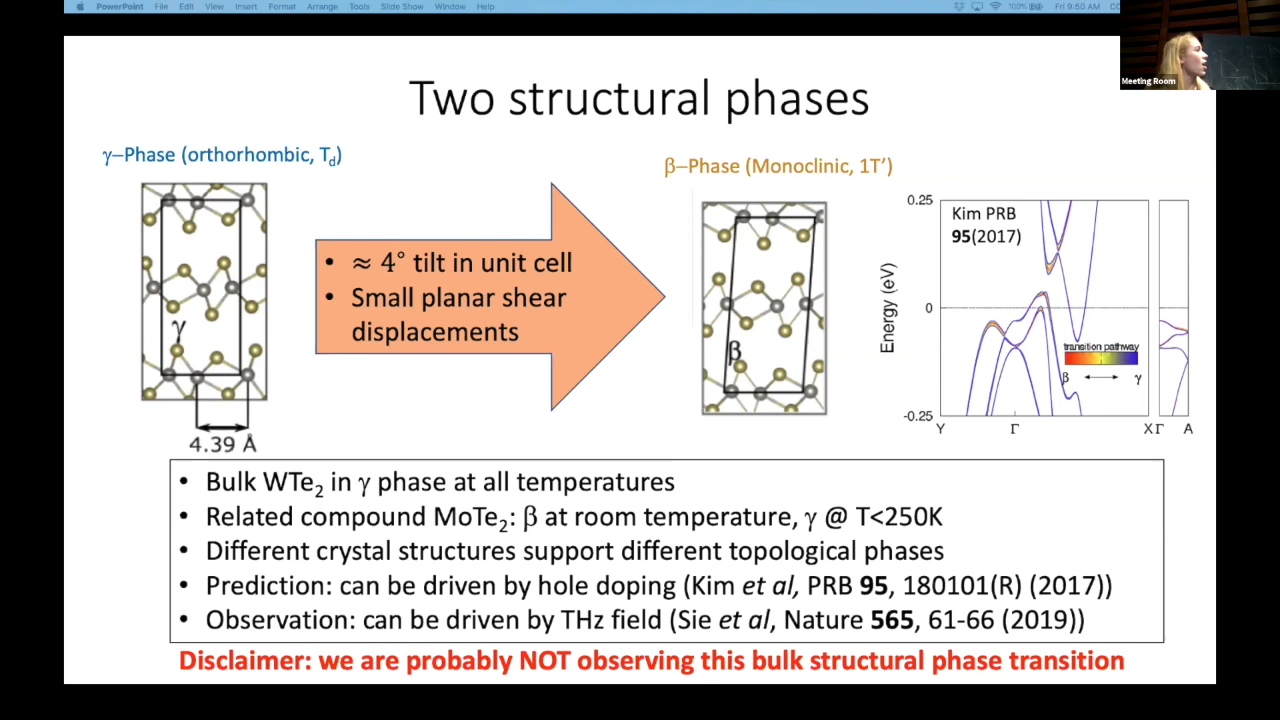 PowerPoint File Edit View Insert Format Arrange Tools Slide Show Window Help
100% Fri 9:50 AM
Meeting Room
Two structural phases
γ–Phase (orthorhombic, Td)
β–Phase (Monoclinic, 1T’)
• ≈ 4° tilt in unit cell
• Small planar shear
displacements
γ
4.39 Å
β
Kim PRB
95(2017)
Energy (eV)
0.25
0
-0.25
transition pathway
β ⟷ γ
Y Γ X Γ A
• Bulk WTe2 in γ phase at all temperatures
• Related compound MoTe2: β at room temperature, γ @ T<250K
• Different crystal structures support different topological phases
• Prediction: can be driven by hole doping (Kim et al, PRB 95, 180101(R) (2017))
• Observation: can be driven by THz field (Sie et al, Nature 565, 61-66 (2019))
Disclaimer: we are probably NOT observing this bulk structural phase transition